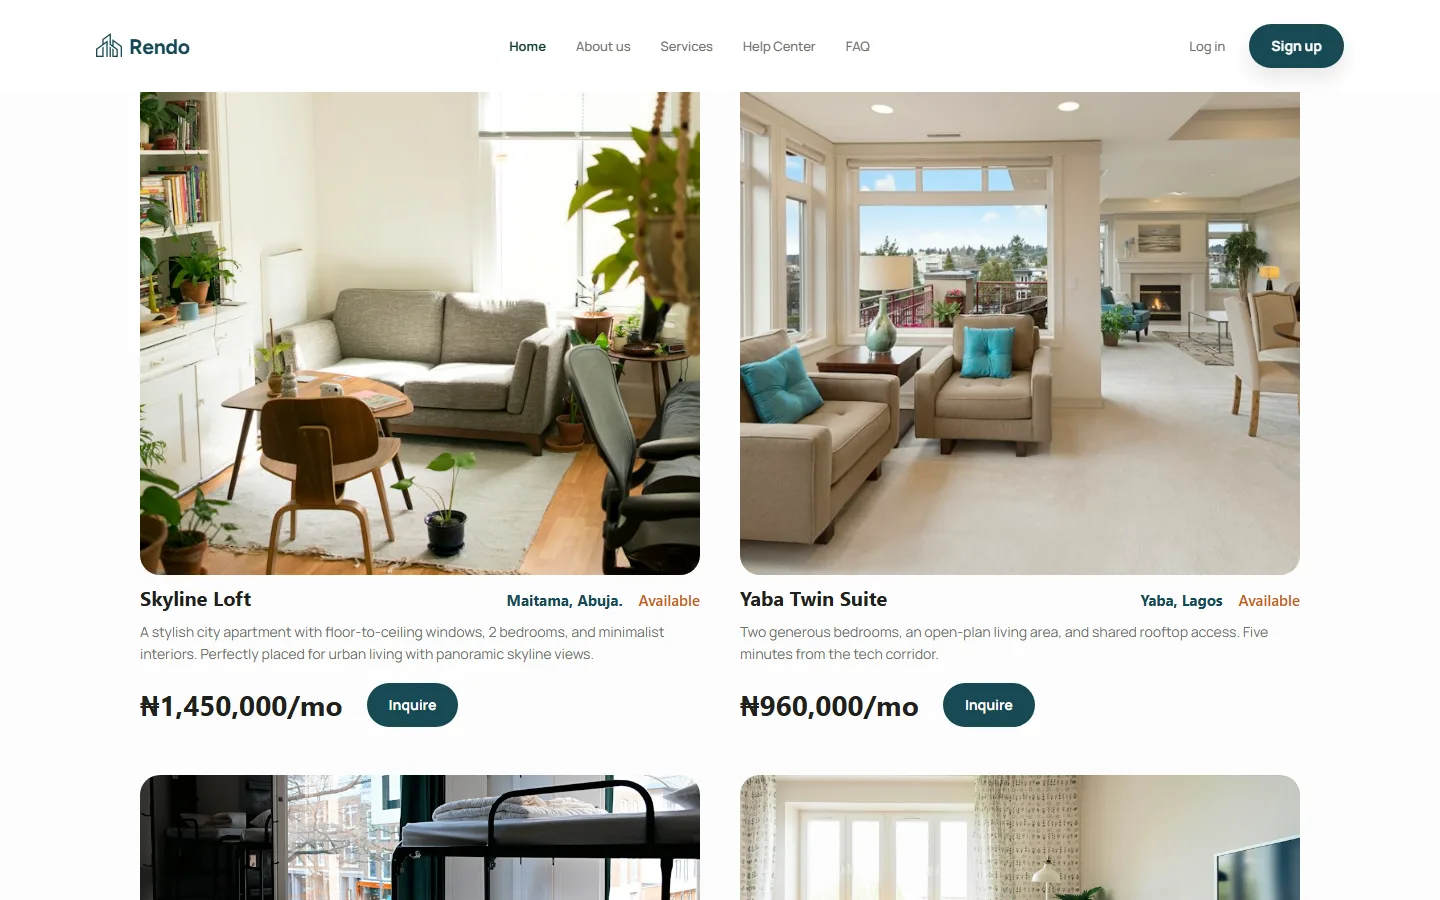 Rendo
Home
About us
Services
Help Center
FAQ
Log in
Sign up
Skyline Loft
Maitama, Abuja.
Available
A stylish city apartment with floor-to-ceiling windows, 2 bedrooms, and minimalist
interiors. Perfectly placed for urban living with panoramic skyline views.
₦1,450,000/mo
Inquire
Yaba Twin Suite
Yaba, Lagos
Available
Two generous bedrooms, an open-plan living area, and shared rooftop access. Five
minutes from the tech corridor.
₦960,000/mo
Inquire